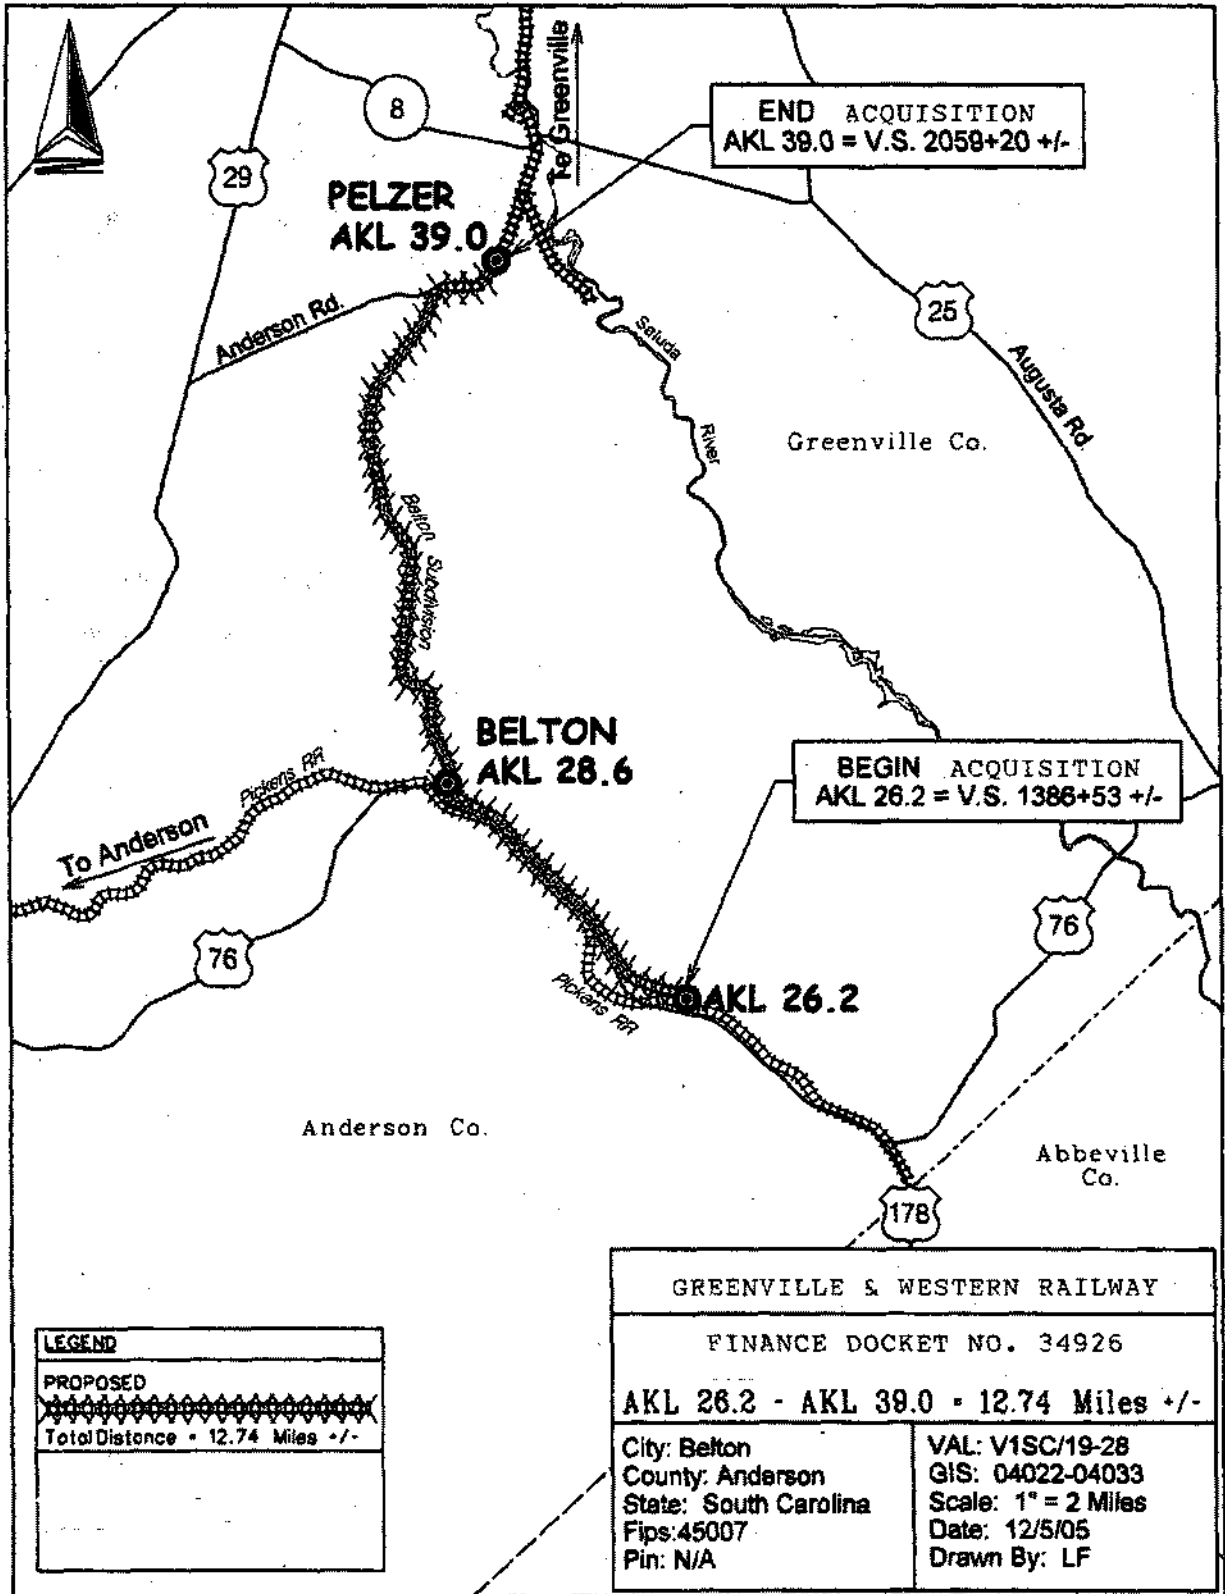 To Greenville
8
END ACQUISITION
AKL 39.0 = V.S. 2059+20 +/-
29
PELZER
AKL 39.0
Anderson Rd.
25
Saluda
Augusta Rd.
River
Greenville Co.
Belton Subdivision
BELTON
AKL 28.6
Pickens RR
BEGIN ACQUISITION
AKL 26.2 = V.S. 1386+53 +/-
To Anderson
76
76
Pickens RR
AKL 26.2
Anderson Co.
Abbeville
Co.
178
GREENVILLE & WESTERN RAILWAY
FINANCE DOCKET NO. 34926
AKL 26.2 - AKL 39.0 = 12.74 Miles +/-
LEGEND
PROPOSED
Total Distance = 12.74 Miles +/-
City: Belton
County: Anderson
State: South Carolina
Fips:45007
Pin: N/A
VAL: V1SC/19-28
GIS: 04022-04033
Scale: 1" = 2 Miles
Date: 12/5/05
Drawn By: LF